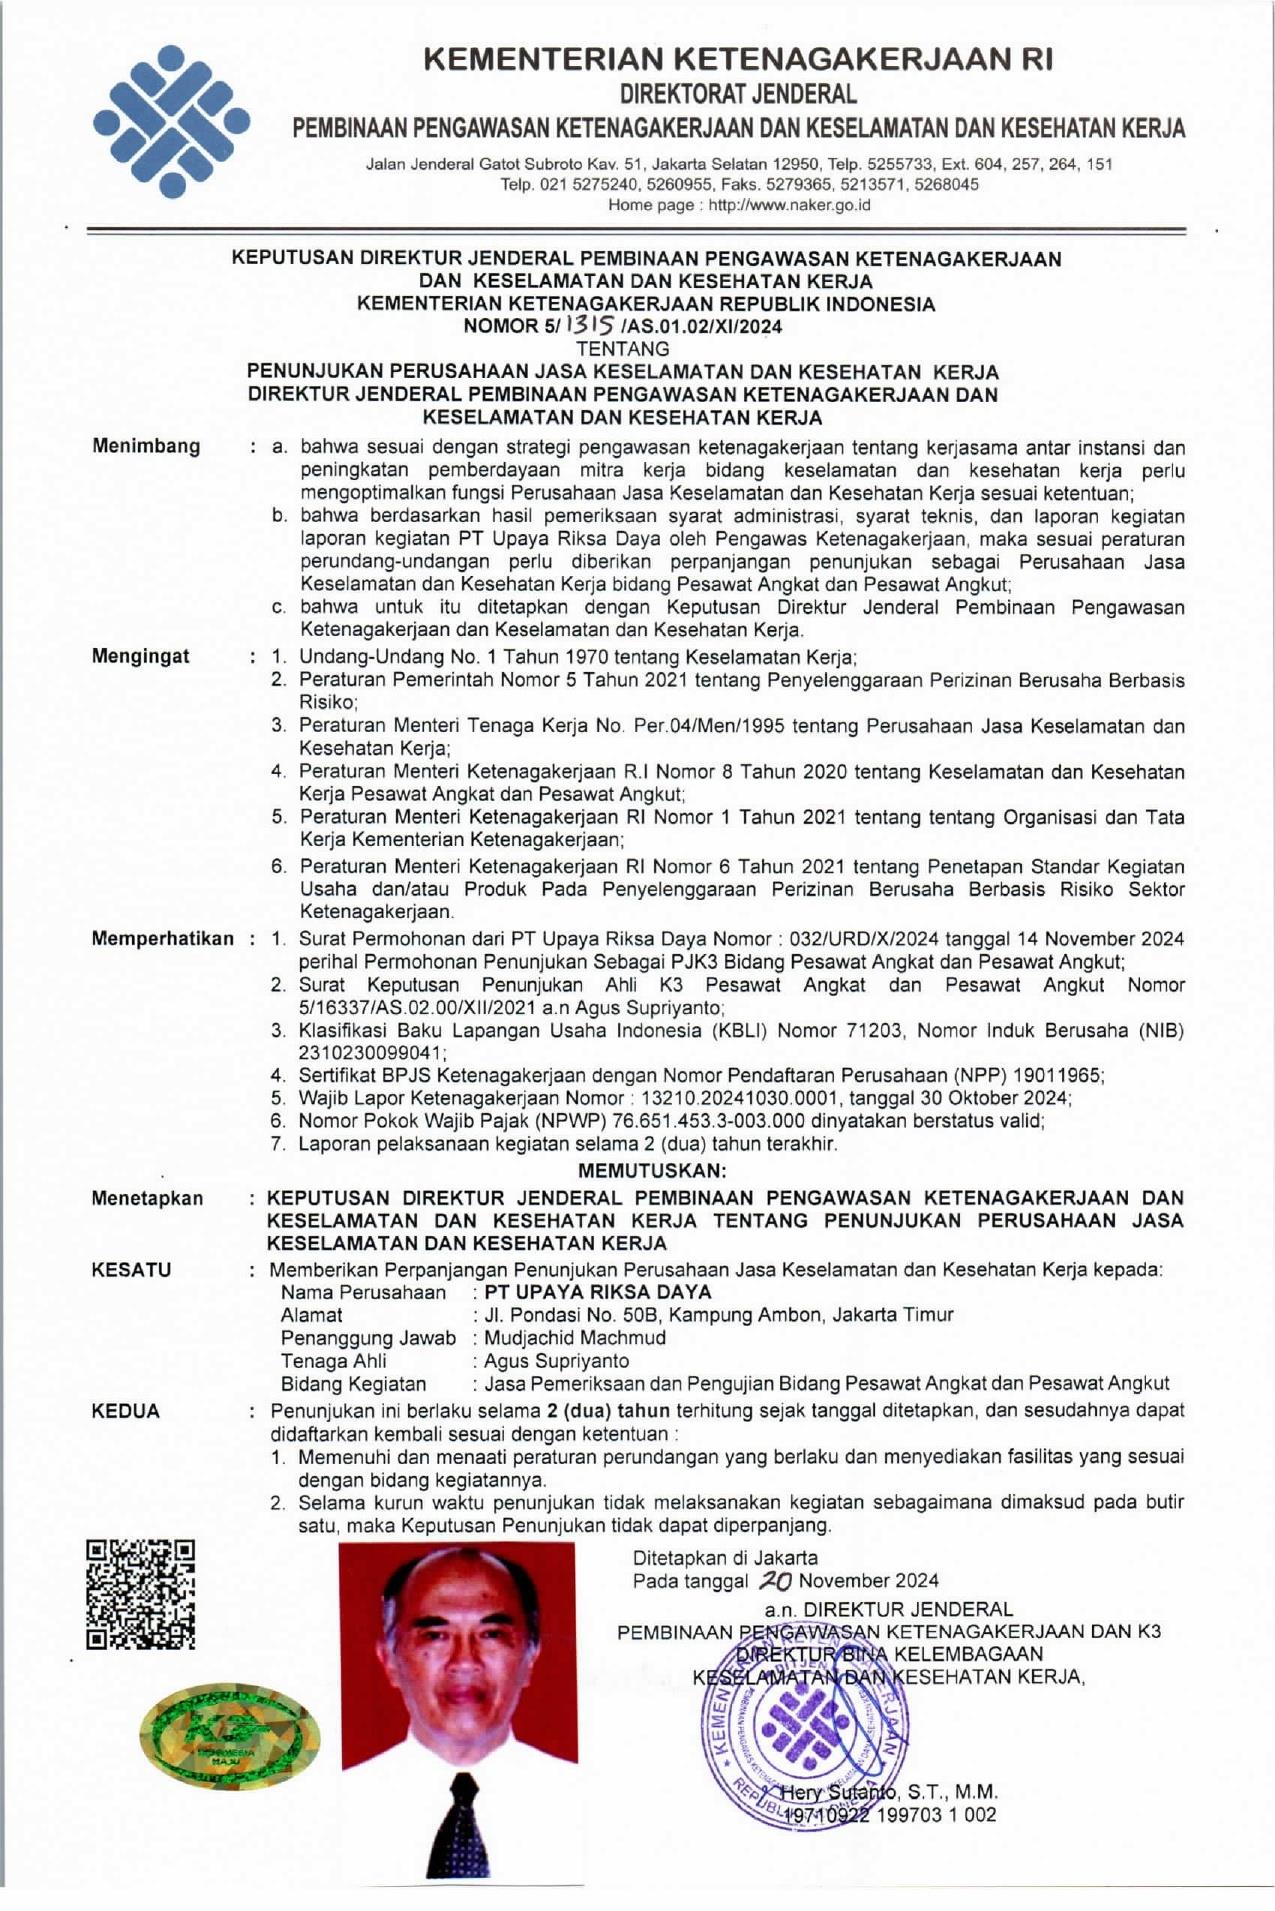 KEMENTERIAN KETENAGAKERJAAN RI
DIREKTORAT JENDERAL
PEMBINAAN PENGAWASAN KETENAGAKERJAAN DAN KESELAMATAN DAN KESEHATAN KERJA
Jalan Jenderal Gatot Subroto Kav. 51, Jakarta Selatan 12950, Telp. 5255733, Ext. 604, 257, 264, 151
Telp. 021 5275240, 5260955, Faks. 5279365, 5213571, 5268045
Home page : http://www.naker.go.id
KEPUTUSAN DIREKTUR JENDERAL PEMBINAAN PENGAWASAN KETENAGAKERJAAN
DAN KESELAMATAN DAN KESEHATAN KERJA
KEMENTERIAN KETENAGAKERJAAN REPUBLIK INDONESIA
NOMOR 5/ 1315 /AS.01.02/XI/2024
TENTANG
PENUNJUKAN PERUSAHAAN JASA KESELAMATAN DAN KESEHATAN KERJA
DIREKTUR JENDERAL PEMBINAAN PENGAWASAN KETENAGAKERJAAN DAN
KESELAMATAN DAN KESEHATAN KERJA
Menimbang : a. bahwa sesuai dengan strategi pengawasan ketenagakerjaan tentang kerjasama antar instansi dan
peningkatan pemberdayaan mitra kerja bidang keselamatan dan kesehatan kerja perlu
mengoptimalkan fungsi Perusahaan Jasa Keselamatan dan Kesehatan Kerja sesuai ketentuan;
b. bahwa berdasarkan hasil pemeriksaan syarat administrasi, syarat teknis, dan laporan kegiatan
laporan kegiatan PT Upaya Riksa Daya oleh Pengawas Ketenagakerjaan, maka sesuai peraturan
perundang-undangan perlu diberikan perpanjangan penunjukan sebagai Perusahaan Jasa
Keselamatan dan Kesehatan Kerja bidang Pesawat Angkat dan Pesawat Angkut;
c. bahwa untuk itu ditetapkan dengan Keputusan Direktur Jenderal Pembinaan Pengawasan
Ketenagakerjaan dan Keselamatan dan Kesehatan Kerja.
Mengingat : 1. Undang-Undang No. 1 Tahun 1970 tentang Keselamatan Kerja;
2. Peraturan Pemerintah Nomor 5 Tahun 2021 tentang Penyelenggaraan Perizinan Berusaha Berbasis
Risiko;
3. Peraturan Menteri Tenaga Kerja No. Per.04/Men/1995 tentang Perusahaan Jasa Keselamatan dan
Kesehatan Kerja;
4. Peraturan Menteri Ketenagakerjaan R.I Nomor 8 Tahun 2020 tentang Keselamatan dan Kesehatan
Kerja Pesawat Angkat dan Pesawat Angkut;
5. Peraturan Menteri Ketenagakerjaan RI Nomor 1 Tahun 2021 tentang tentang Organisasi dan Tata
Kerja Kementerian Ketenagakerjaan;
6. Peraturan Menteri Ketenagakerjaan RI Nomor 6 Tahun 2021 tentang Penetapan Standar Kegiatan
Usaha dan/atau Produk Pada Penyelenggaraan Perizinan Berusaha Berbasis Risiko Sektor
Ketenagakerjaan.
Memperhatikan : 1. Surat Permohonan dari PT Upaya Riksa Daya Nomor : 032/URD/X/2024 tanggal 14 November 2024
perihal Permohonan Penunjukan Sebagai PJK3 Bidang Pesawat Angkat dan Pesawat Angkut;
2. Surat Keputusan Penunjukan Ahli K3 Pesawat Angkat dan Pesawat Angkut Nomor
5/16337/AS.02.00/XII/2021 a.n Agus Supriyanto;
3. Klasifikasi Baku Lapangan Usaha Indonesia (KBLI) Nomor 71203, Nomor Induk Berusaha (NIB)
2310230099041;
4. Sertifikat BPJS Ketenagakerjaan dengan Nomor Pendaftaran Perusahaan (NPP) 19011965;
5. Wajib Lapor Ketenagakerjaan Nomor : 13210.20241030.0001, tanggal 30 Oktober 2024;
6. Nomor Pokok Wajib Pajak (NPWP) 76.651.453.3-003.000 dinyatakan berstatus valid;
7. Laporan pelaksanaan kegiatan selama 2 (dua) tahun terakhir.
MEMUTUSKAN:
Menetapkan : KEPUTUSAN DIREKTUR JENDERAL PEMBINAAN PENGAWASAN KETENAGAKERJAAN DAN
KESELAMATAN DAN KESEHATAN KERJA TENTANG PENUNJUKAN PERUSAHAAN JASA
KESELAMATAN DAN KESEHATAN KERJA
KESATU : Memberikan Perpanjangan Penunjukan Perusahaan Jasa Keselamatan dan Kesehatan Kerja kepada:
Nama Perusahaan : PT UPAYA RIKSA DAYA
Alamat : Jl. Pondasi No. 50B, Kampung Ambon, Jakarta Timur
Penanggung Jawab : Mudjachid Machmud
Tenaga Ahli : Agus Supriyanto
Bidang Kegiatan : Jasa Pemeriksaan dan Pengujian Bidang Pesawat Angkat dan Pesawat Angkut
KEDUA : Penunjukan ini berlaku selama 2 (dua) tahun terhitung sejak tanggal ditetapkan, dan sesudahnya dapat
didaftarkan kembali sesuai dengan ketentuan :
1. Memenuhi dan menaati peraturan perundangan yang berlaku dan menyediakan fasilitas yang sesuai
dengan bidang kegiatannya.
2. Selama kurun waktu penunjukan tidak melaksanakan kegiatan sebagaimana dimaksud pada butir
satu, maka Keputusan Penunjukan tidak dapat diperpanjang.
Ditetapkan di Jakarta
Pada tanggal 20 November 2024
a.n. DIREKTUR JENDERAL
PEMBINAAN PENGAWASAN KETENAGAKERJAAN DAN K3
DIREKTUR BINA KELEMBAGAAN
KESELAMATAN DAN KESEHATAN KERJA,
KEMENTERIAN KETENAGAKERJAAN
REPUBLIK INDONESIA
DITJEN
INDONESIA
MAJU
Hery Sutanto, S.T., M.M.
19710922 199703 1 002